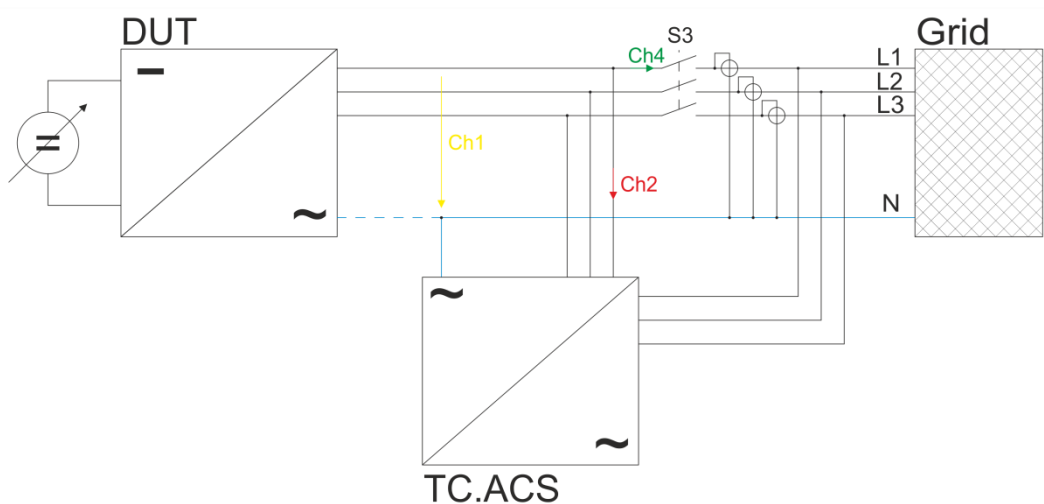 DUT
Grid
S3
Ch4
L1
L2
L3
Ch1
Ch2
N
TC.ACS